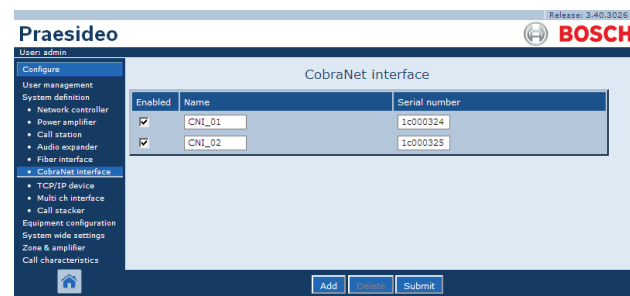 Release: 3.40.3026
Praesideo
BOSCH
User: admin
Configure
User management
System definition
• Network controller
• Power amplifier
• Call station
• Audio expander
• Fiber interface
• CobraNet interface
• TCP/IP device
• Multi ch interface
• Call stacker
Equipment configuration
System wide settings
Zone & amplifier
Call characteristics
CobraNet interface
Enabled Name Serial number
CNI_01 1c000324
CNI_02 1c000325
Add Delete Submit